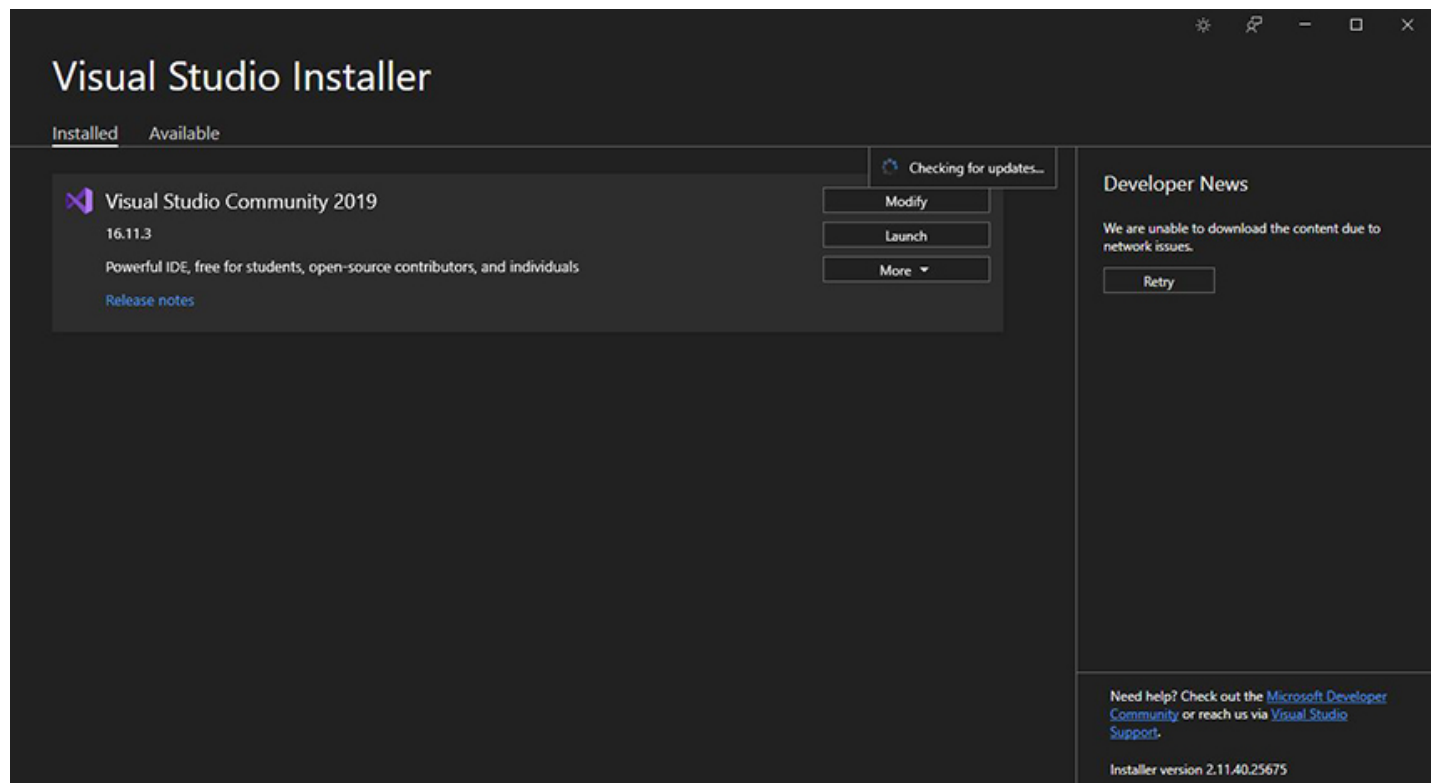 Visual Studio Installer
Installed Available
Checking for updates...
Visual Studio Community 2019
16.11.3
Powerful IDE, free for students, open-source contributors, and individuals
Release notes
Modify
Launch
More
Developer News
We are unable to download the content due to
network issues.
Retry
Need help? Check out the Microsoft Developer
Community or reach us via Visual Studio
Support.
Installer version 2.11.40.25675